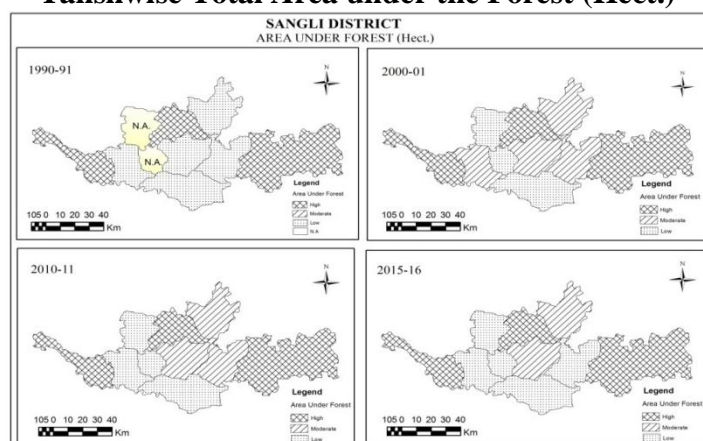 Tahsilwise Total Area under the Forest (Hect.)
SANGLI DISTRICT
AREA UNDER FOREST (Hect.)
1990-91
N
N.A.
N.A.
Legend
Area Under Forest
High
Moderate
Low
N.A
105 0 10 20 30 40
Km
2000-01
N
Legend
Area Under Forest
High
Moderate
Low
105 0 10 20 30 40
Km
2010-11
N
Legend
Area Under Forest
High
Moderate
Low
105 0 10 20 30 40
Km
2015-16
N
Legend
Area Under Forest
High
Moderate
Low
105 0 10 20 30 40
Km